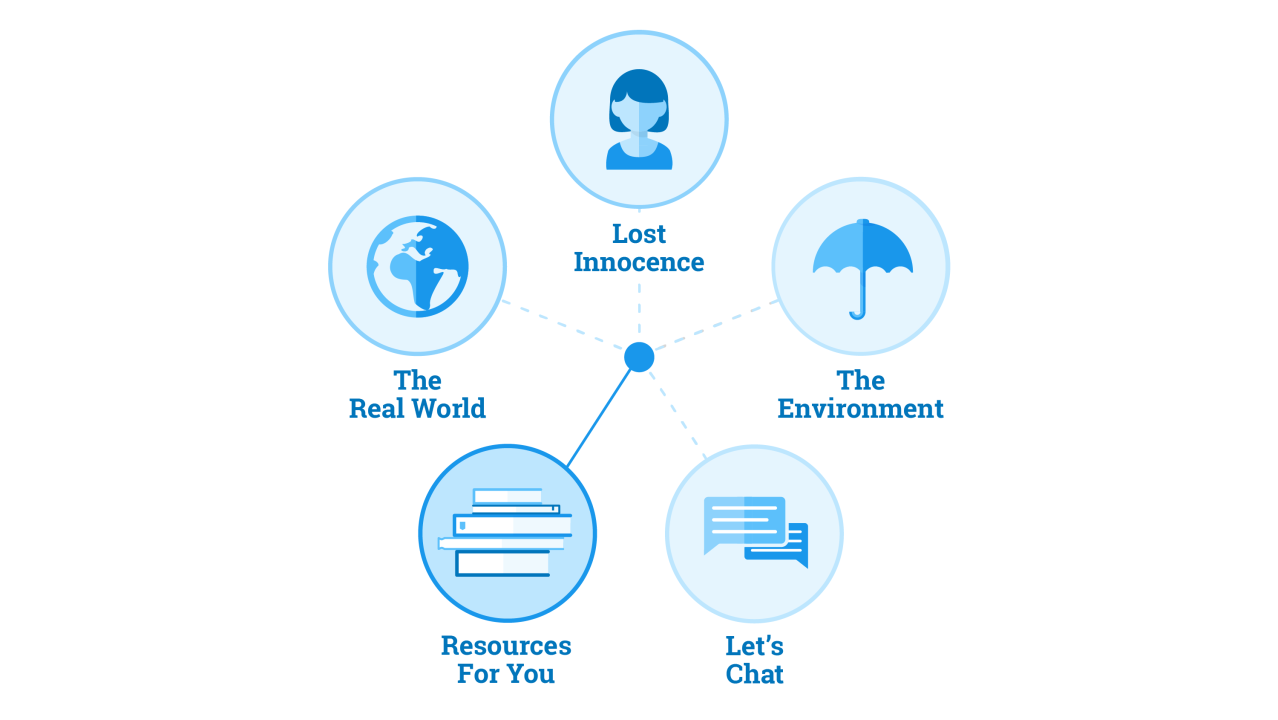 Lost
Innocence
The
Real World
The
Environment
Resources
For You
Let's
Chat